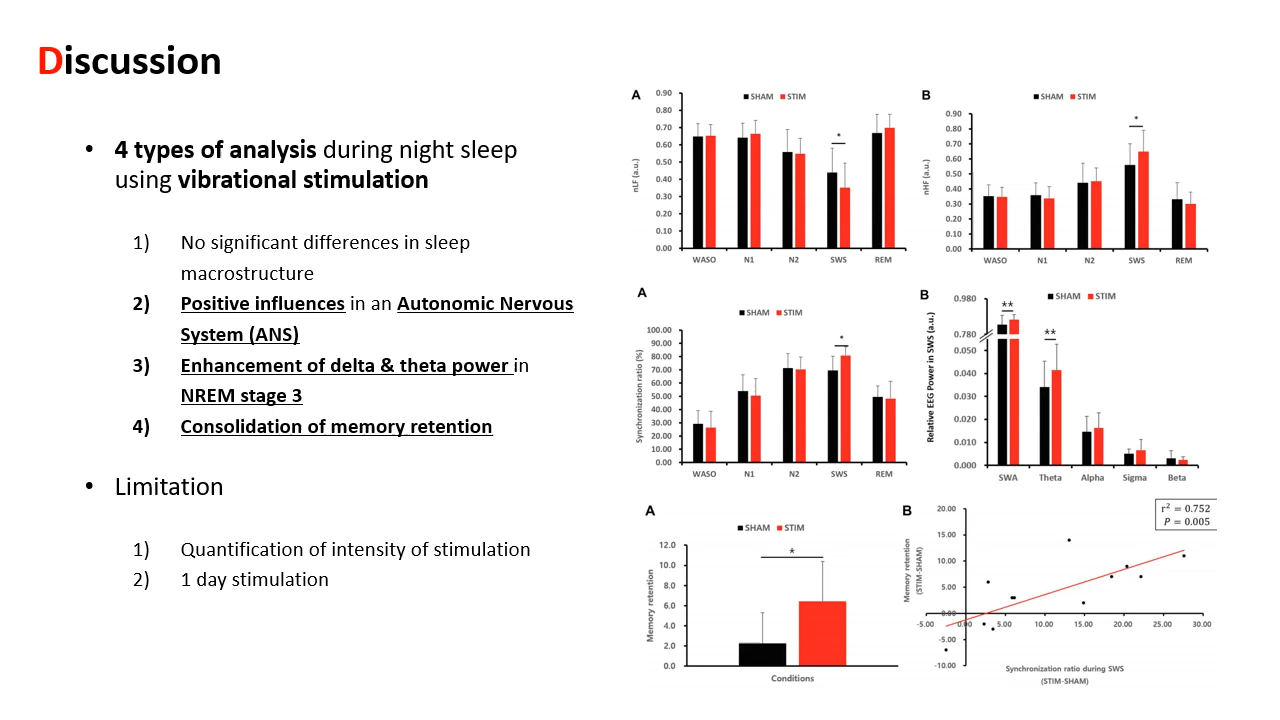 Discussion
• 4 types of analysis during night sleep
using vibrational stimulation
1) No significant differences in sleep
macrostructure
2) Positive influences in an Autonomic Nervous
System (ANS)
3) Enhancement of delta & theta power in
NREM stage 3
4) Consolidation of memory retention
• Limitation
1) Quantification of intensity of stimulation
2) 1 day stimulation
A
SHAM STIM
nLF (a.u.)
0.90
0.80
0.70
0.60
0.50
0.40
0.30
0.20
0.10
0.00
*
WASO N1 N2 SWS REM
B
SHAM STIM
nHF (a.u.)
0.90
0.80
0.70
0.60
0.50
0.40
0.30
0.20
0.10
0.00
*
WASO N1 N2 SWS REM
A
SHAM STIM
Synchronization ratio (%)
100.00
90.00
80.00
70.00
60.00
50.00
40.00
30.00
20.00
10.00
0.00
*
WASO N1 N2 SWS REM
B
SHAM STIM
Relative EEG Power in SWS (a.u.)
0.980
0.780
0.050
0.040
0.030
0.020
0.010
0.000
**
**
SWA Theta Alpha Sigma Beta
A
SHAM STIM
Memory retention
12.0
10.0
8.0
6.0
4.0
2.0
0.0
*
Conditions
B
r² = 0.752
P = 0.005
Memory retention
(STIM-SHAM)
20.00
15.00
10.00
5.00
0.00
-5.00
-10.00
-5.00 0.00 5.00 10.00 15.00 20.00 25.00 30.00
Synchronization ratio during SWS
(STIM-SHAM)